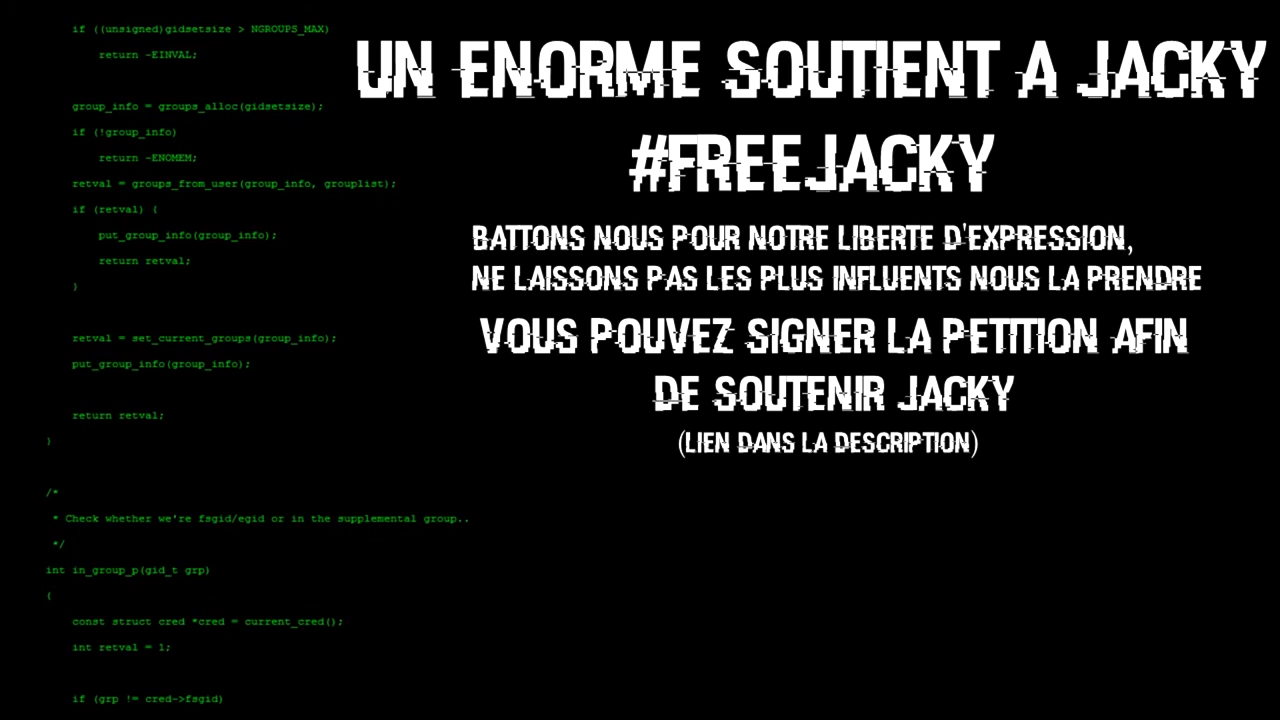 if ((unsigned)gidsetsize > NGROUPS_MAX)
return -EINVAL;
group_info = groups_alloc(gidsetsize);
if (!group_info)
return -ENOMEM;
retval = groups_from_user(group_info, grouplist);
if (retval) {
put_group_info(group_info);
return retval;
}
retval = set_current_groups(group_info);
put_group_info(group_info);
return retval;
}
/*
* Check whether we're fsgid/egid or in the supplemental group..
*/
int in_group_p(gid_t grp)
{
const struct cred *cred = current_cred();
int retval = 1;
if (grp != cred->fsgid)
UN ENORME SOUTIENT A JACKY
#FREEJACKY
BATTONS NOUS POUR NOTRE LIBERTE D'EXPRESSION,
NE LAISSONS PAS LES PLUS INFLUENTS NOUS LA PRENDRE
VOUS POUVEZ SIGNER LA PETITION AFIN
DE SOUTENIR JACKY
(LIEN DANS LA DESCRIPTION)